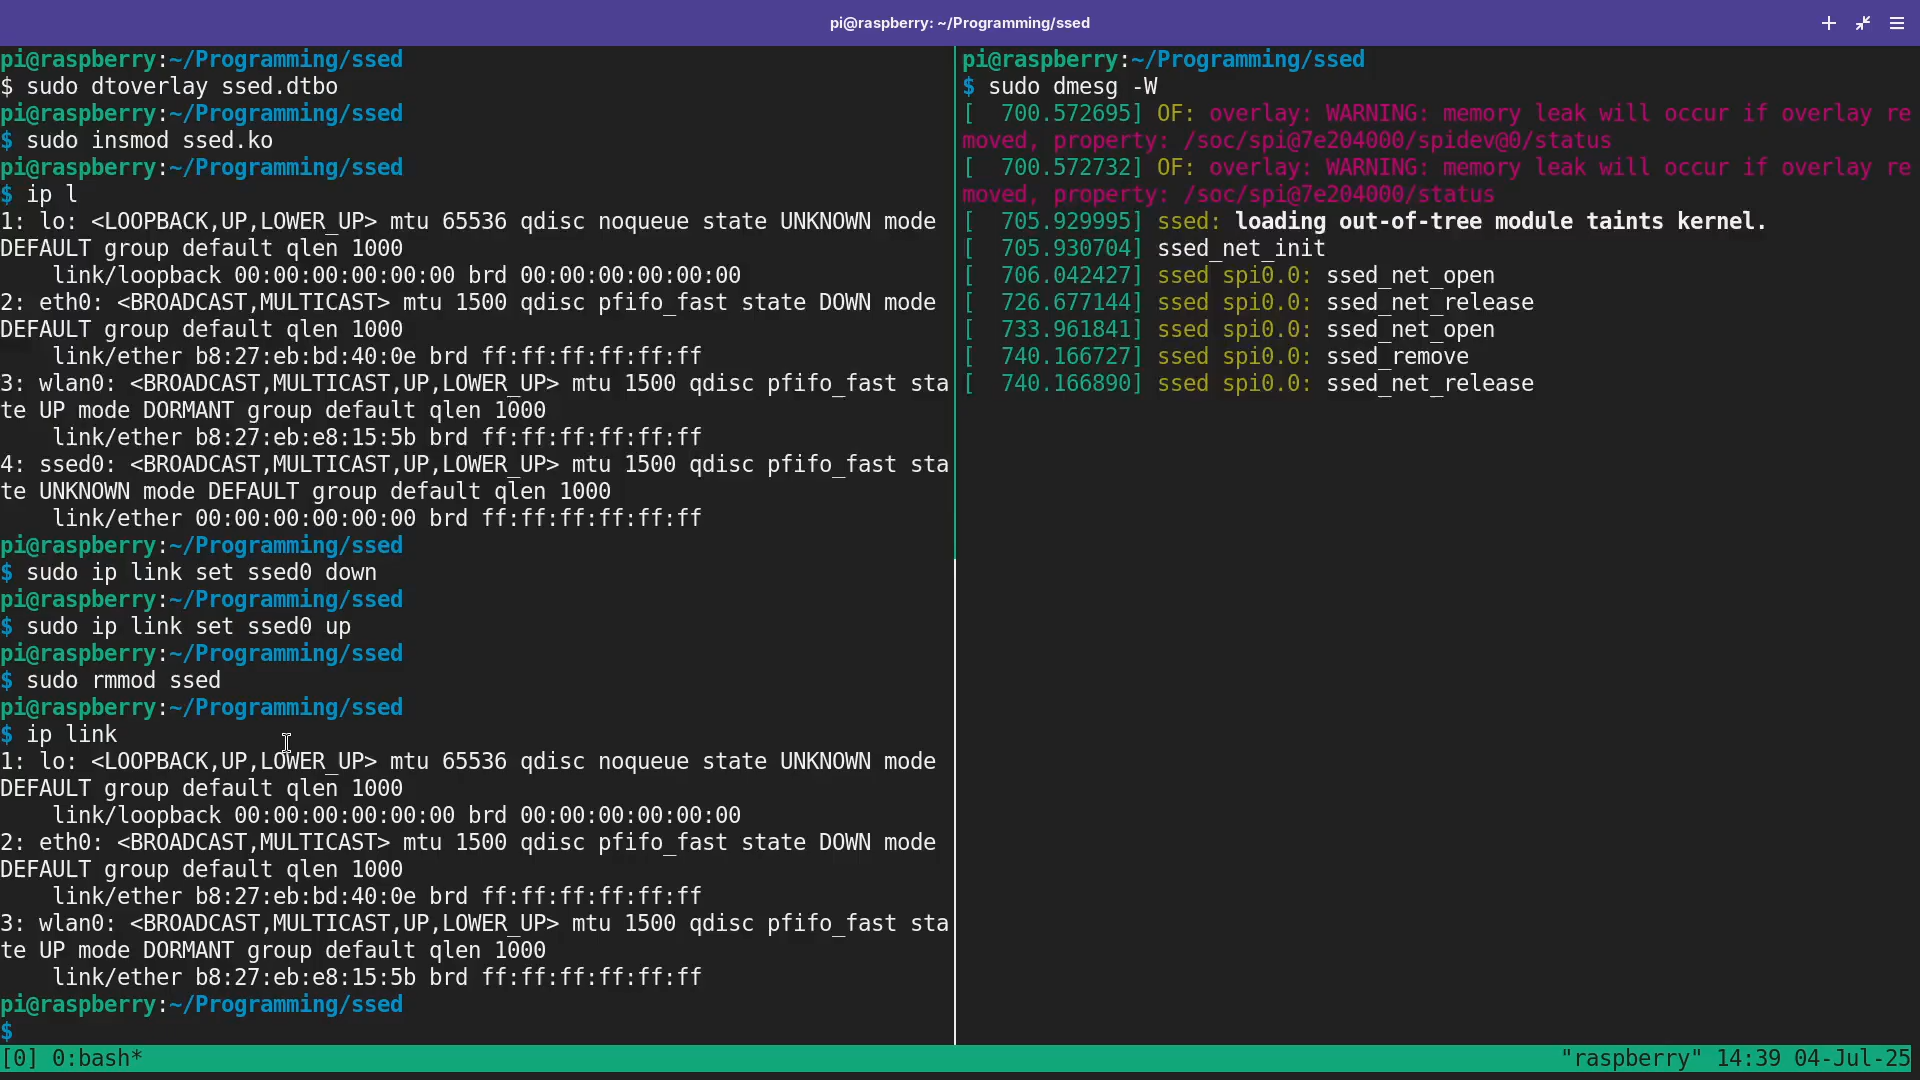 pi@raspberry: ~/Programming/ssed
pi@raspberry:~/Programming/ssed
$ sudo dtoverlay ssed.dtbo
pi@raspberry:~/Programming/ssed
$ sudo insmod ssed.ko
pi@raspberry:~/Programming/ssed
$ ip l
1: lo: <LOOPBACK,UP,LOWER_UP> mtu 65536 qdisc noqueue state UNKNOWN mode
DEFAULT group default qlen 1000
    link/loopback 00:00:00:00:00:00 brd 00:00:00:00:00:00
2: eth0: <BROADCAST,MULTICAST> mtu 1500 qdisc pfifo_fast state DOWN mode
DEFAULT group default qlen 1000
    link/ether b8:27:eb:bd:40:0e brd ff:ff:ff:ff:ff:ff
3: wlan0: <BROADCAST,MULTICAST,UP,LOWER_UP> mtu 1500 qdisc pfifo_fast sta
te UP mode DORMANT group default qlen 1000
    link/ether b8:27:eb:e8:15:5b brd ff:ff:ff:ff:ff:ff
4: ssed0: <BROADCAST,MULTICAST,UP,LOWER_UP> mtu 1500 qdisc pfifo_fast sta
te UNKNOWN mode DEFAULT group default qlen 1000
    link/ether 00:00:00:00:00:00 brd ff:ff:ff:ff:ff:ff
pi@raspberry:~/Programming/ssed
$ sudo ip link set ssed0 down
pi@raspberry:~/Programming/ssed
$ sudo ip link set ssed0 up
pi@raspberry:~/Programming/ssed
$ sudo rmmod ssed
pi@raspberry:~/Programming/ssed
$ ip link
1: lo: <LOOPBACK,UP,LOWER_UP> mtu 65536 qdisc noqueue state UNKNOWN mode
DEFAULT group default qlen 1000
    link/loopback 00:00:00:00:00:00 brd 00:00:00:00:00:00
2: eth0: <BROADCAST,MULTICAST> mtu 1500 qdisc pfifo_fast state DOWN mode
DEFAULT group default qlen 1000
    link/ether b8:27:eb:bd:40:0e brd ff:ff:ff:ff:ff:ff
3: wlan0: <BROADCAST,MULTICAST,UP,LOWER_UP> mtu 1500 qdisc pfifo_fast sta
te UP mode DORMANT group default qlen 1000
    link/ether b8:27:eb:e8:15:5b brd ff:ff:ff:ff:ff:ff
pi@raspberry:~/Programming/ssed
$
pi@raspberry:~/Programming/ssed
$ sudo dmesg -W
[  700.572695] OF: overlay: WARNING: memory leak will occur if overlay re
moved, property: /soc/spi@7e204000/spidev@0/status
[  700.572732] OF: overlay: WARNING: memory leak will occur if overlay re
moved, property: /soc/spi@7e204000/status
[  705.929995] ssed: loading out-of-tree module taints kernel.
[  705.930704] ssed_net_init
[  706.042427] ssed spi0.0: ssed_net_open
[  726.677144] ssed spi0.0: ssed_net_release
[  733.961841] ssed spi0.0: ssed_net_open
[  740.166727] ssed spi0.0: ssed_remove
[  740.166890] ssed spi0.0: ssed_net_release
[0] 0:bash*
"raspberry" 14:39 04-Jul-25